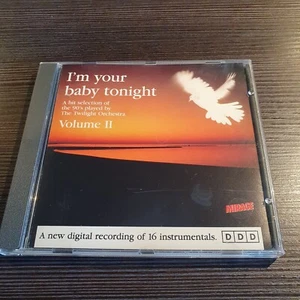 I'm your
baby tonight
A hit selection of
the 90's played by
The Twilight Orchestra
Volume II
MIRAGE
A new digital recording of 16 instrumentals. DDD